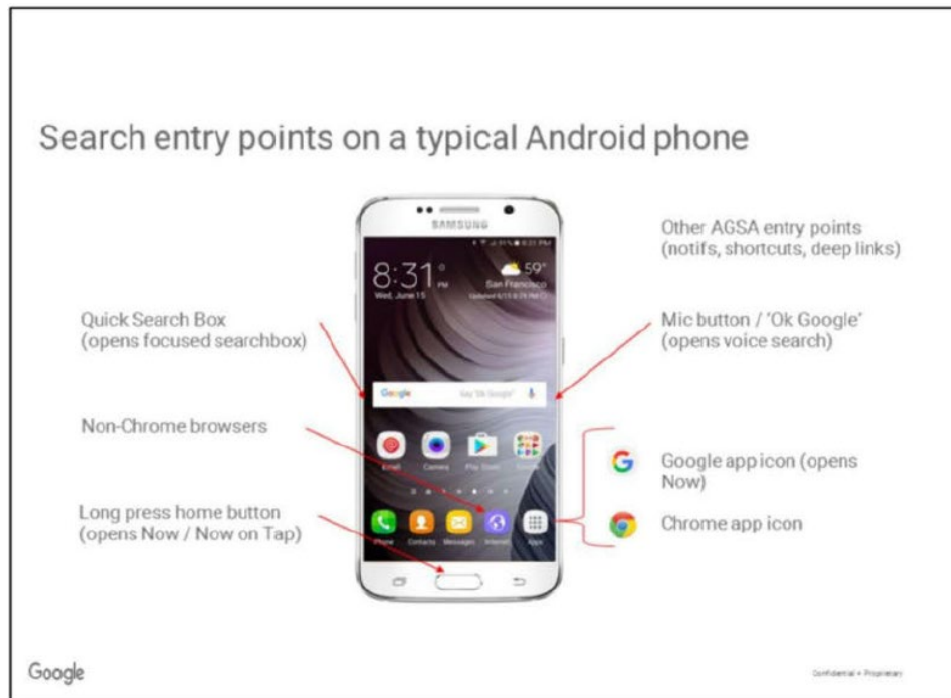 Search entry points on a typical Android phone
SAMSUNG
8:31 PM
Wed, June 15
59°
San Francisco
Other AGSA entry points
(notifs, shortcuts, deep links)
Quick Search Box
(opens focused searchbox)
Mic button / 'Ok Google'
(opens voice search)
Google
Say "Ok Google"
Non-Chrome browsers
Email
Camera
Play Store
Google app icon (opens
Now)
Long press home button
(opens Now / Now on Tap)
Chrome app icon
Phone
Contacts
Messages
Internet
Apps
Google
Confidential + Proprietary